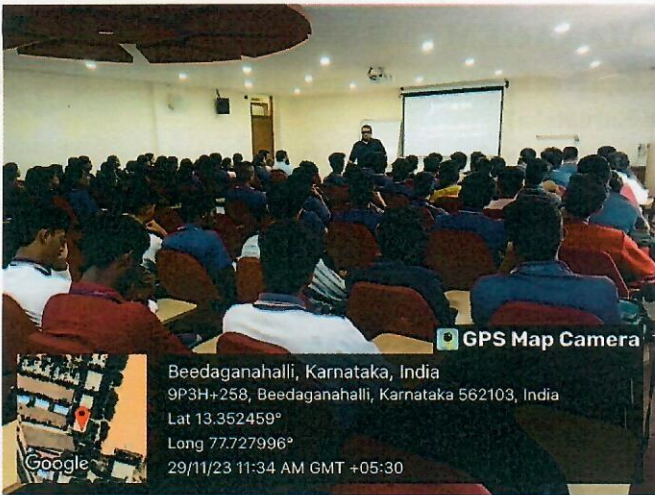 GPS Map Camera
Beedaganahalli, Karnataka, India
9P3H+258, Beedaganahalli, Karnataka 562103, India
Lat 13.352459°
Long 77.727996°
29/11/23 11:34 AM GMT +05:30
Google